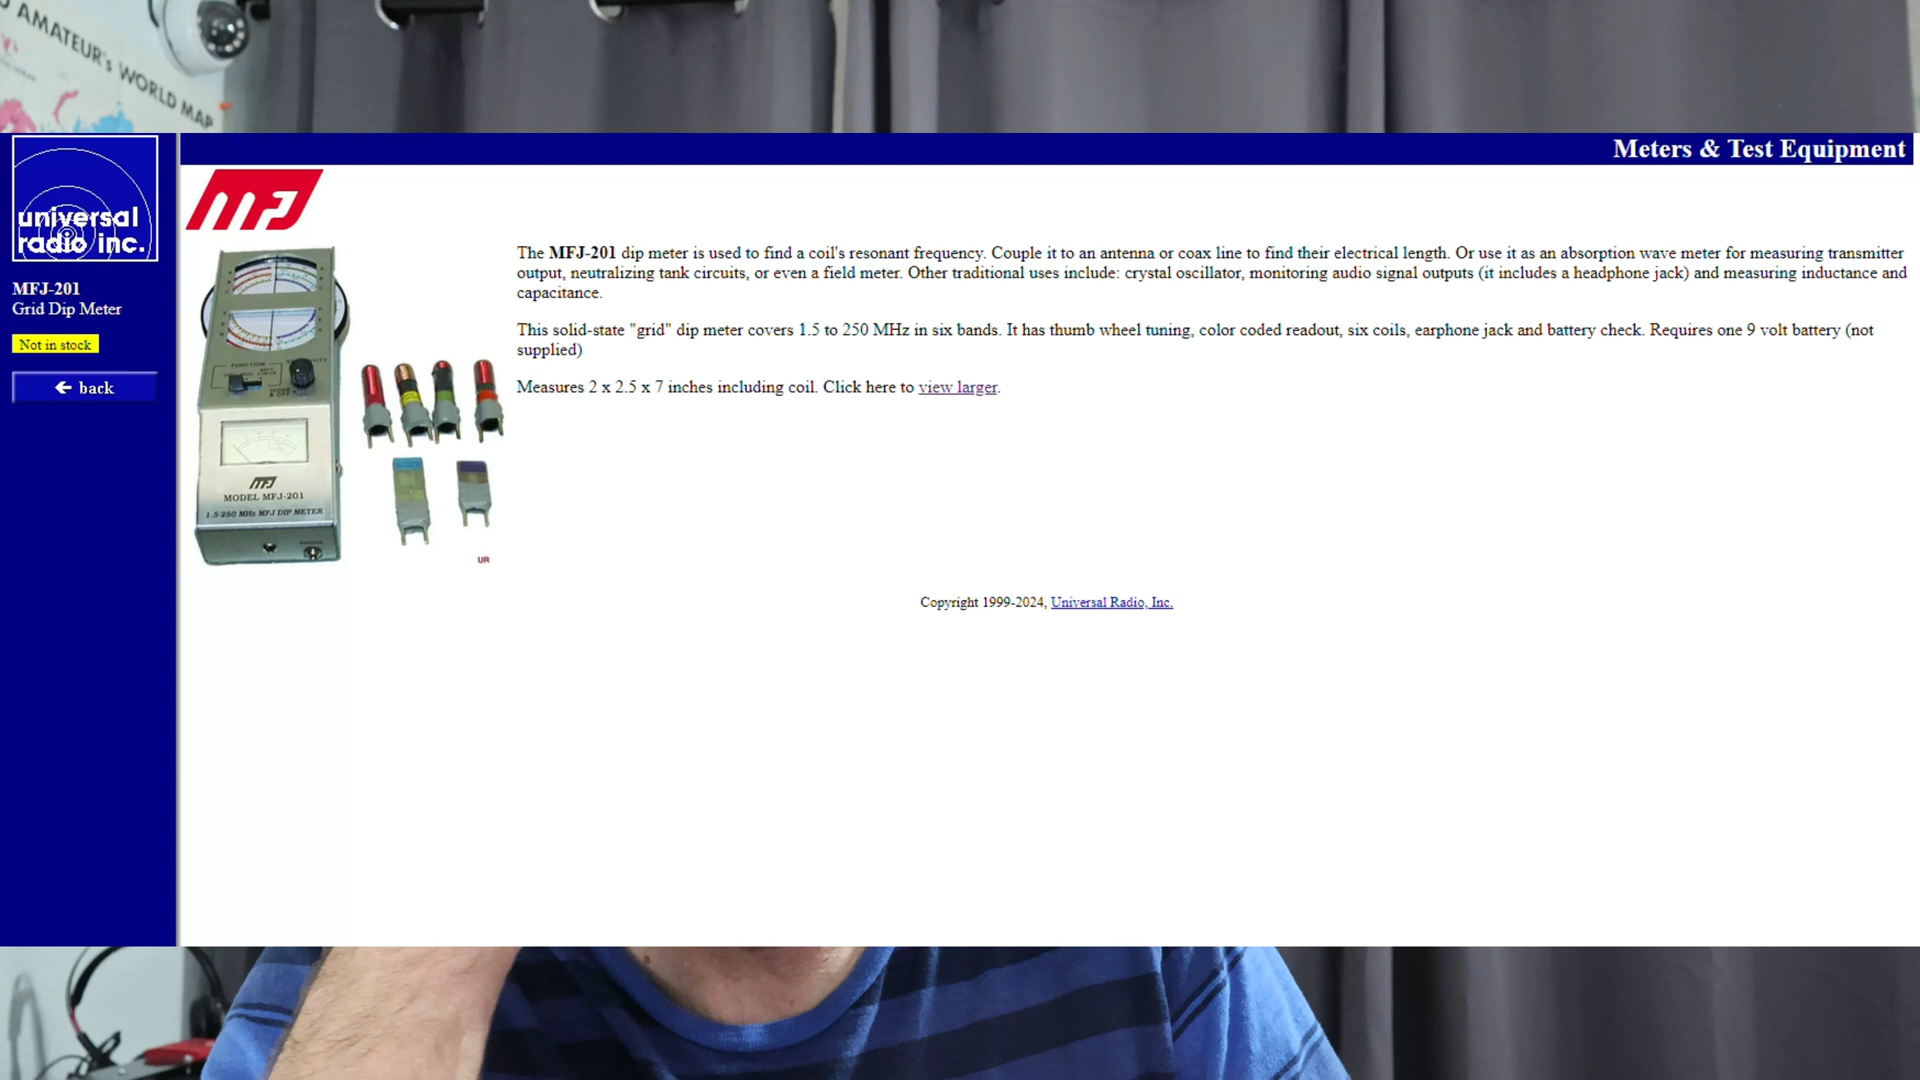 AMATEUR's WORLD MAP
universal
radio inc.
MFJ-201
Grid Dip Meter
Not in stock
back
Meters & Test Equipment
MFJ
The MFJ-201 dip meter is used to find a coil's resonant frequency. Couple it to an antenna or coax line to find their electrical length. Or use it as an absorption wave meter for measuring transmitter
output, neutralizing tank circuits, or even a field meter. Other traditional uses include: crystal oscillator, monitoring audio signal outputs (it includes a headphone jack) and measuring inductance and
capacitance.
This solid-state "grid" dip meter covers 1.5 to 250 MHz in six bands. It has thumb wheel tuning, color coded readout, six coils, earphone jack and battery check. Requires one 9 volt battery (not
supplied)
Measures 2 x 2.5 x 7 inches including coil. Click here to view larger.
FUNCTION
MFJ
MODEL MFJ-201
1.5-250 MHz MFJ DIP METER
PHONE
UR
Copyright 1999-2024, Universal Radio, Inc.